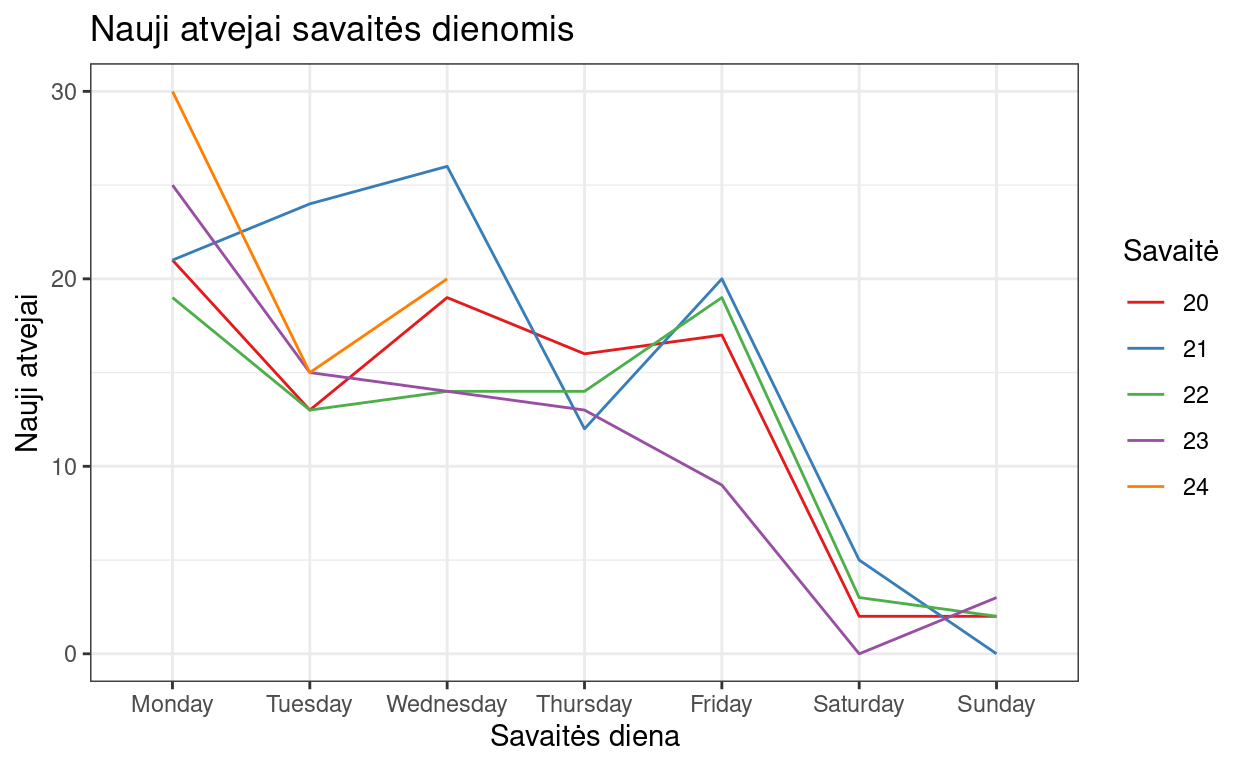 Nauji atvejai savaitės dienomis
Nauji atvejai
30
20
10
0
Monday Tuesday Wednesday Thursday Friday Saturday Sunday
Savaitės diena
Savaitė
20
21
22
23
24